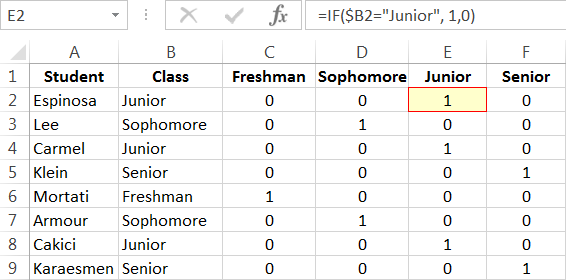 E2 fx =IF($B2="Junior", 1,0)
A B C D E F
1 Student Class Freshman Sophomore Junior Senior
2 Espinosa Junior 0 0 1 0
3 Lee Sophomore 0 1 0 0
4 Carmel Junior 0 0 1 0
5 Klein Senior 0 0 0 1
6 Mortati Freshman 1 0 0 0
7 Armour Sophomore 0 1 0 0
8 Cakici Junior 0 0 1 0
9 Karaesmen Senior 0 0 0 1